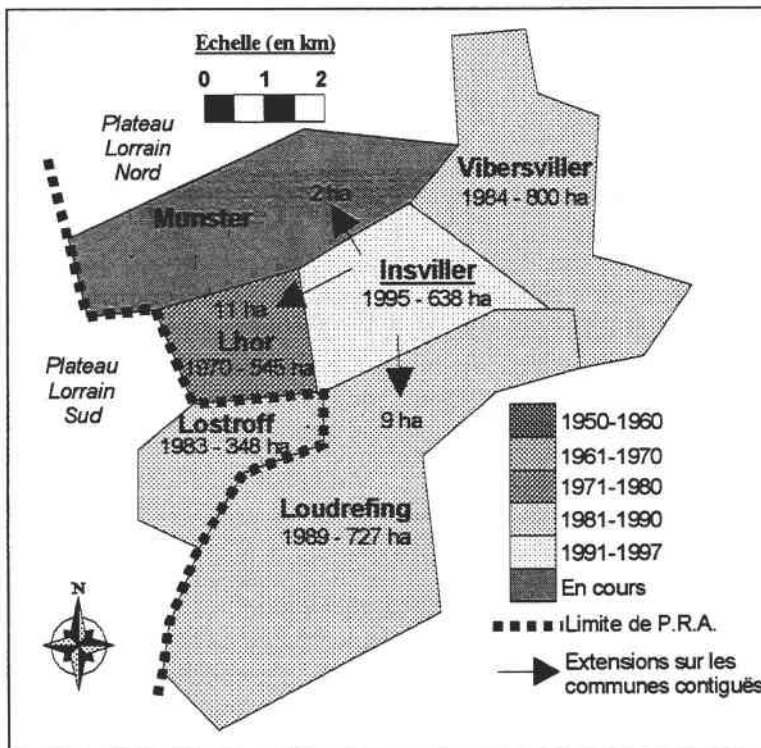 Echelle (en km)
0 1 2
Plateau
Lorrain
Nord
Vibersviller
1984 - 800 ha
2 ha
Munster
Insviller
1995 - 638 ha
11 ha
Lhor
1970 - 545 ha
Plateau
Lorrain
Sud
Lostroff
1983 - 348 ha
9 ha
Loudrefing
1989 - 727 ha
1950-1960
1961-1970
1971-1980
1981-1990
1991-1997
En cours
Limite de P.R.A.
Extensions sur les
communes contiguës
N